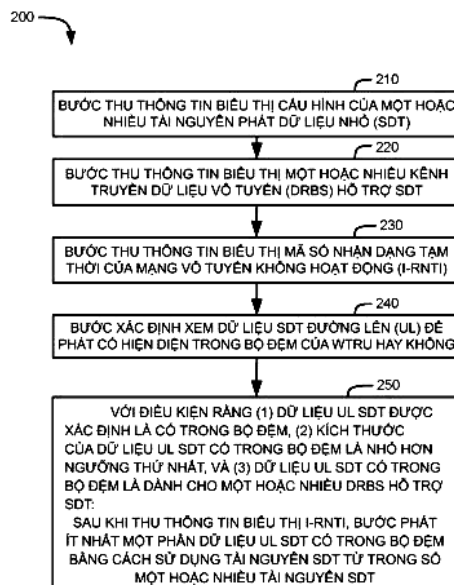 200
210
BƯỚC THU THÔNG TIN BIỂU THỊ CẤU HÌNH CỦA MỘT HOẶC
NHIỀU TÀI NGUYÊN PHÁT DỮ LIỆU NHỎ (SDT)
220
BƯỚC THU THÔNG TIN BIỂU THỊ MỘT HOẶC NHIỀU KÊNH
TRUYỀN DỮ LIỆU VÔ TUYẾN (DRBS) HỖ TRỢ SDT
230
BƯỚC THU THÔNG TIN BIỂU THỊ MÃ SỐ NHẬN DẠNG TẠM
THỜI CỦA MẠNG VÔ TUYẾN KHÔNG HOẠT ĐỘNG (I-RNTI)
240
BƯỚC XÁC ĐỊNH XEM DỮ LIỆU SDT ĐƯỜNG LÊN (UL) ĐỂ
PHÁT CÓ HIỆN DIỆN TRONG BỘ ĐỆM CỦA WTRU HAY KHÔNG
250
VỚI ĐIỀU KIỆN RẰNG (1) DỮ LIỆU UL SDT ĐƯỢC
XÁC ĐỊNH LÀ CÓ TRONG BỘ ĐỆM, (2) KÍCH THƯỚC
CỦA DỮ LIỆU UL SDT CÓ TRONG BỘ ĐỆM LÀ NHỎ HƠN
NGƯỠNG THỨ NHẤT, VÀ (3) DỮ LIỆU UL SDT CÓ TRONG
BỘ ĐỆM LÀ DÀNH CHO MỘT HOẶC NHIỀU DRBS HỖ TRỢ
SDT:
SAU KHI THU THÔNG TIN BIỂU THỊ I-RNTI, BƯỚC PHÁT
ÍT NHẤT MỘT PHẦN DỮ LIỆU UL SDT CÓ TRONG BỘ ĐỆM
BẰNG CÁCH SỬ DỤNG TÀI NGUYÊN SDT TỪ TRONG SỐ
MỘT HOẶC NHIỀU TÀI NGUYÊN SDT